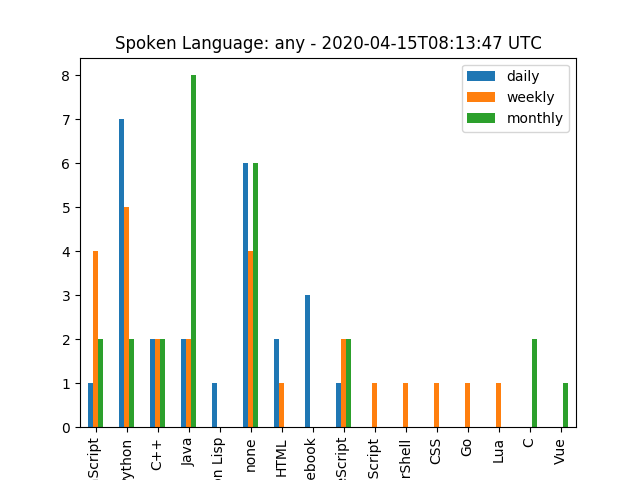 Spoken Language: any - 2020-04-15T08:13:47 UTC
daily
weekly
monthly
8
7
6
5
4
3
2
1
0
Script
ython
C++
Java
n Lisp
none
HTML
ebook
eScript
Script
rShell
CSS
Go
Lua
C
Vue